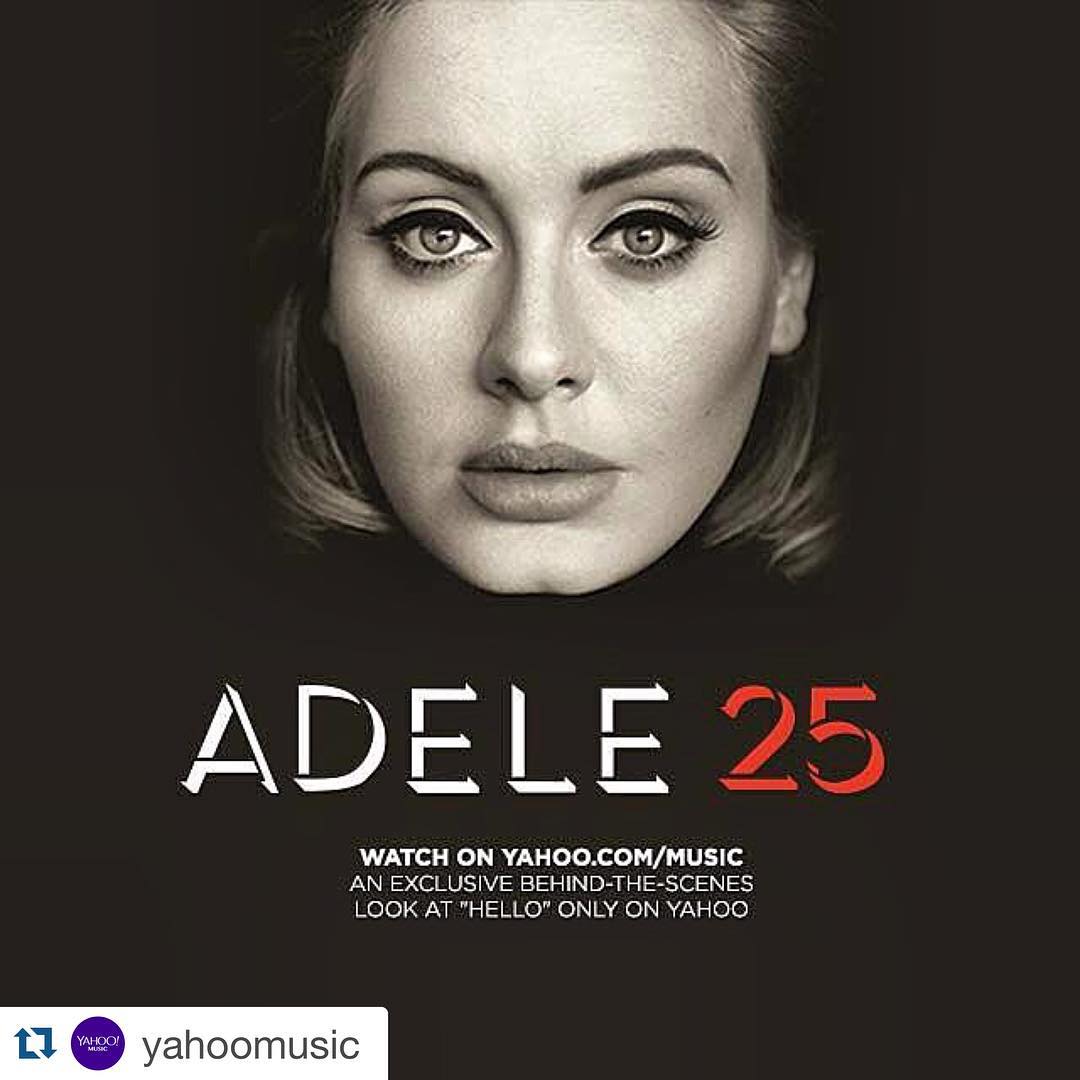 ADELE 25
WATCH ON YAHOO.COM/MUSIC
AN EXCLUSIVE BEHIND-THE-SCENES
LOOK AT "HELLO" ONLY ON YAHOO
YAHOO!
MUSIC
yahoomusic